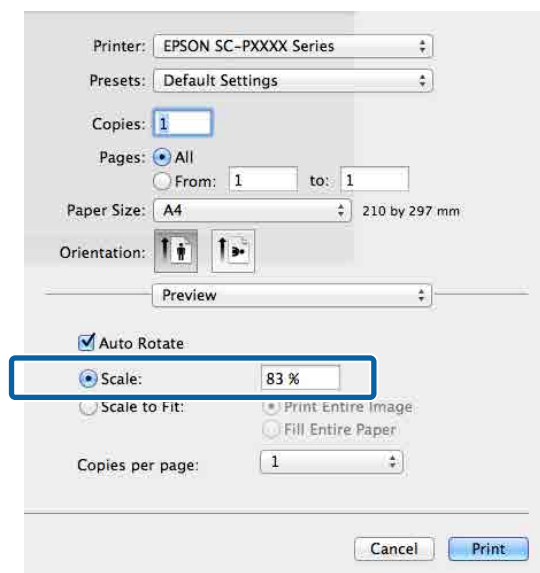 Printer: EPSON SC-PXXXX Series
Presets: Default Settings
Copies: 1
Pages: All
From: 1 to: 1
Paper Size: A4 210 by 297 mm
Orientation:
Preview
Auto Rotate
Scale: 83 %
Scale to Fit: Print Entire Image
Fill Entire Paper
Copies per page: 1
Cancel Print